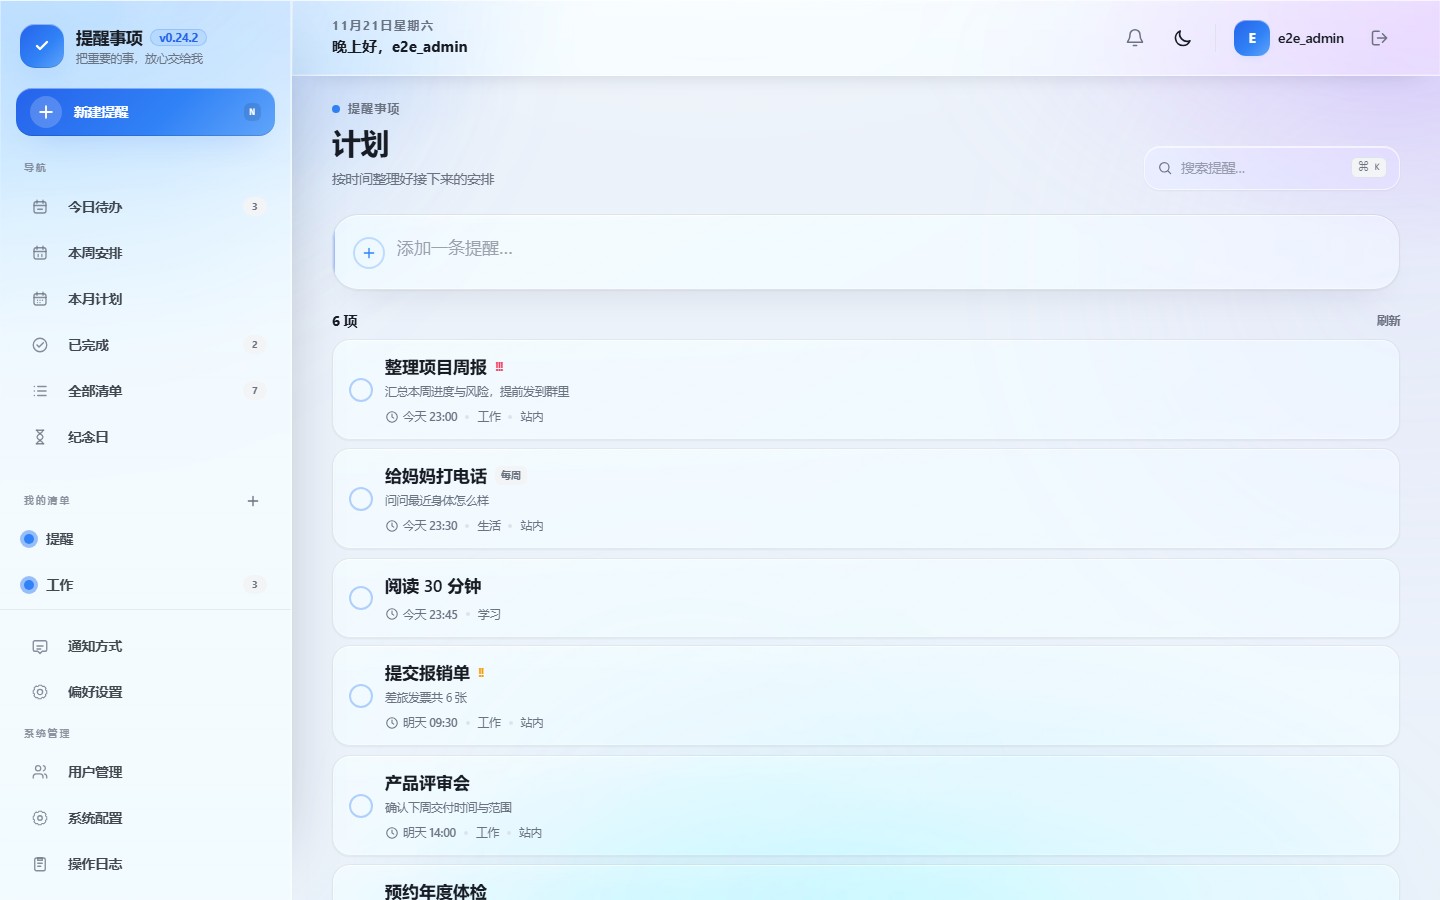 提醒事项 v0.24.2
把重要的事，放心交给我
新建提醒 N
导航
今日待办 3
本周安排
本月计划
已完成 2
全部清单 7
纪念日
我的清单
提醒
工作 3
通知方式
偏好设置
系统管理
用户管理
系统配置
操作日志
11月21日星期六
晚上好，e2e_admin
E e2e_admin
提醒事项
计划
按时间整理好接下来的安排
搜索提醒... ⌘ K
添加一条提醒...
6 项 刷新
整理项目周报 !!!
汇总本周进度与风险，提前发到群里
今天 23:00 • 工作 • 站内
给妈妈打电话 每周
问问最近身体怎么样
今天 23:30 • 生活 • 站内
阅读 30 分钟
今天 23:45 • 学习
提交报销单 !!
差旅发票共 6 张
明天 09:30 • 工作 • 站内
产品评审会
确认下周交付时间与范围
明天 14:00 • 工作 • 站内
预约年度体检